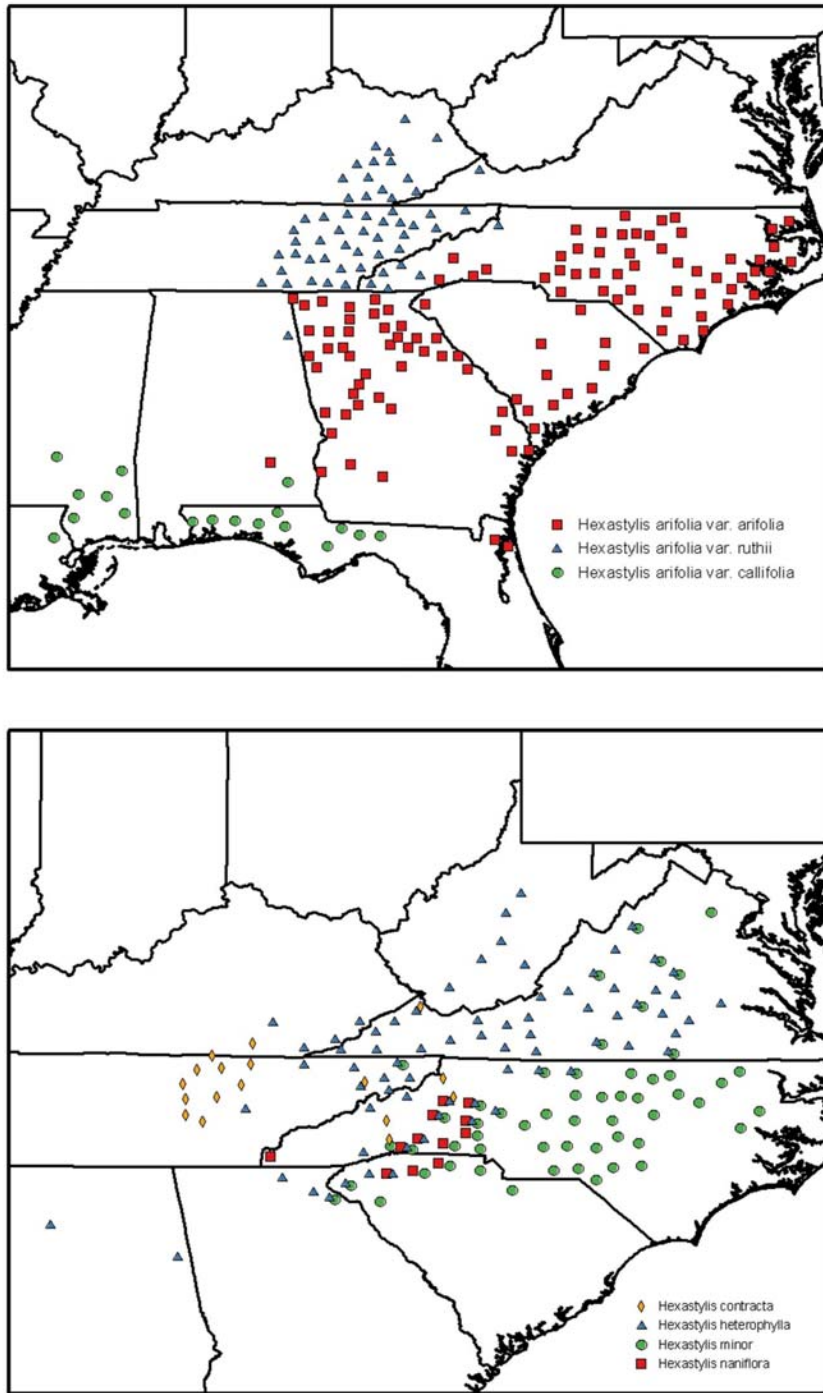 Hexastylis arifolia var. arifolia
Hexastylis arifolia var. ruthii
Hexastylis arifolia var. callifolia
Hexastylis contracta
Hexastylis heterophylla
Hexastylis minor
Hexastylis naniflora